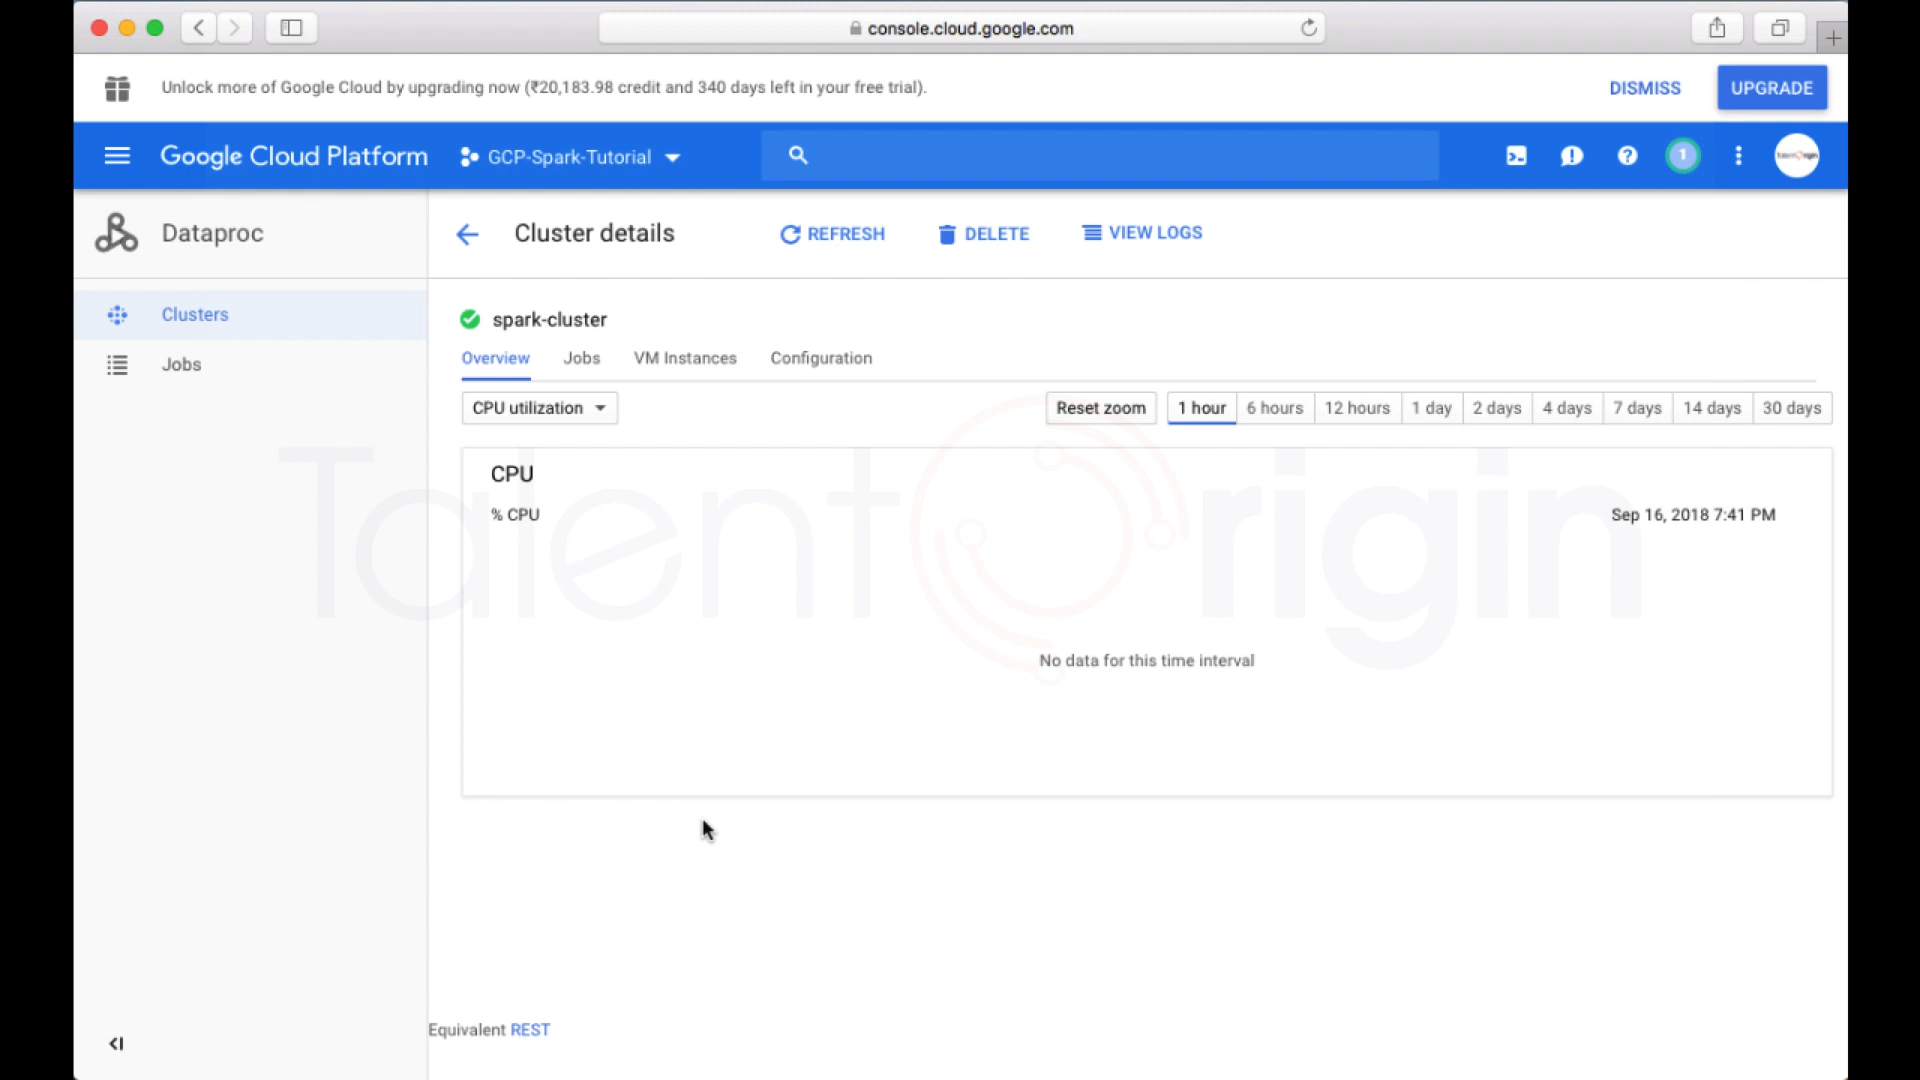 console.cloud.google.com
Unlock more of Google Cloud by upgrading now (₹20,183.98 credit and 340 days left in your free trial).
DISMISS
UPGRADE
Google Cloud Platform
GCP-Spark-Tutorial
1
Dataproc
Cluster details
REFRESH
DELETE
VIEW LOGS
Clusters
Jobs
spark-cluster
Overview
Jobs
VM Instances
Configuration
CPU utilization
Reset zoom
1 hour
6 hours
12 hours
1 day
2 days
4 days
7 days
14 days
30 days
CPU
% CPU
Sep 16, 2018 7:41 PM
TalentOrigin
No data for this time interval
Equivalent REST